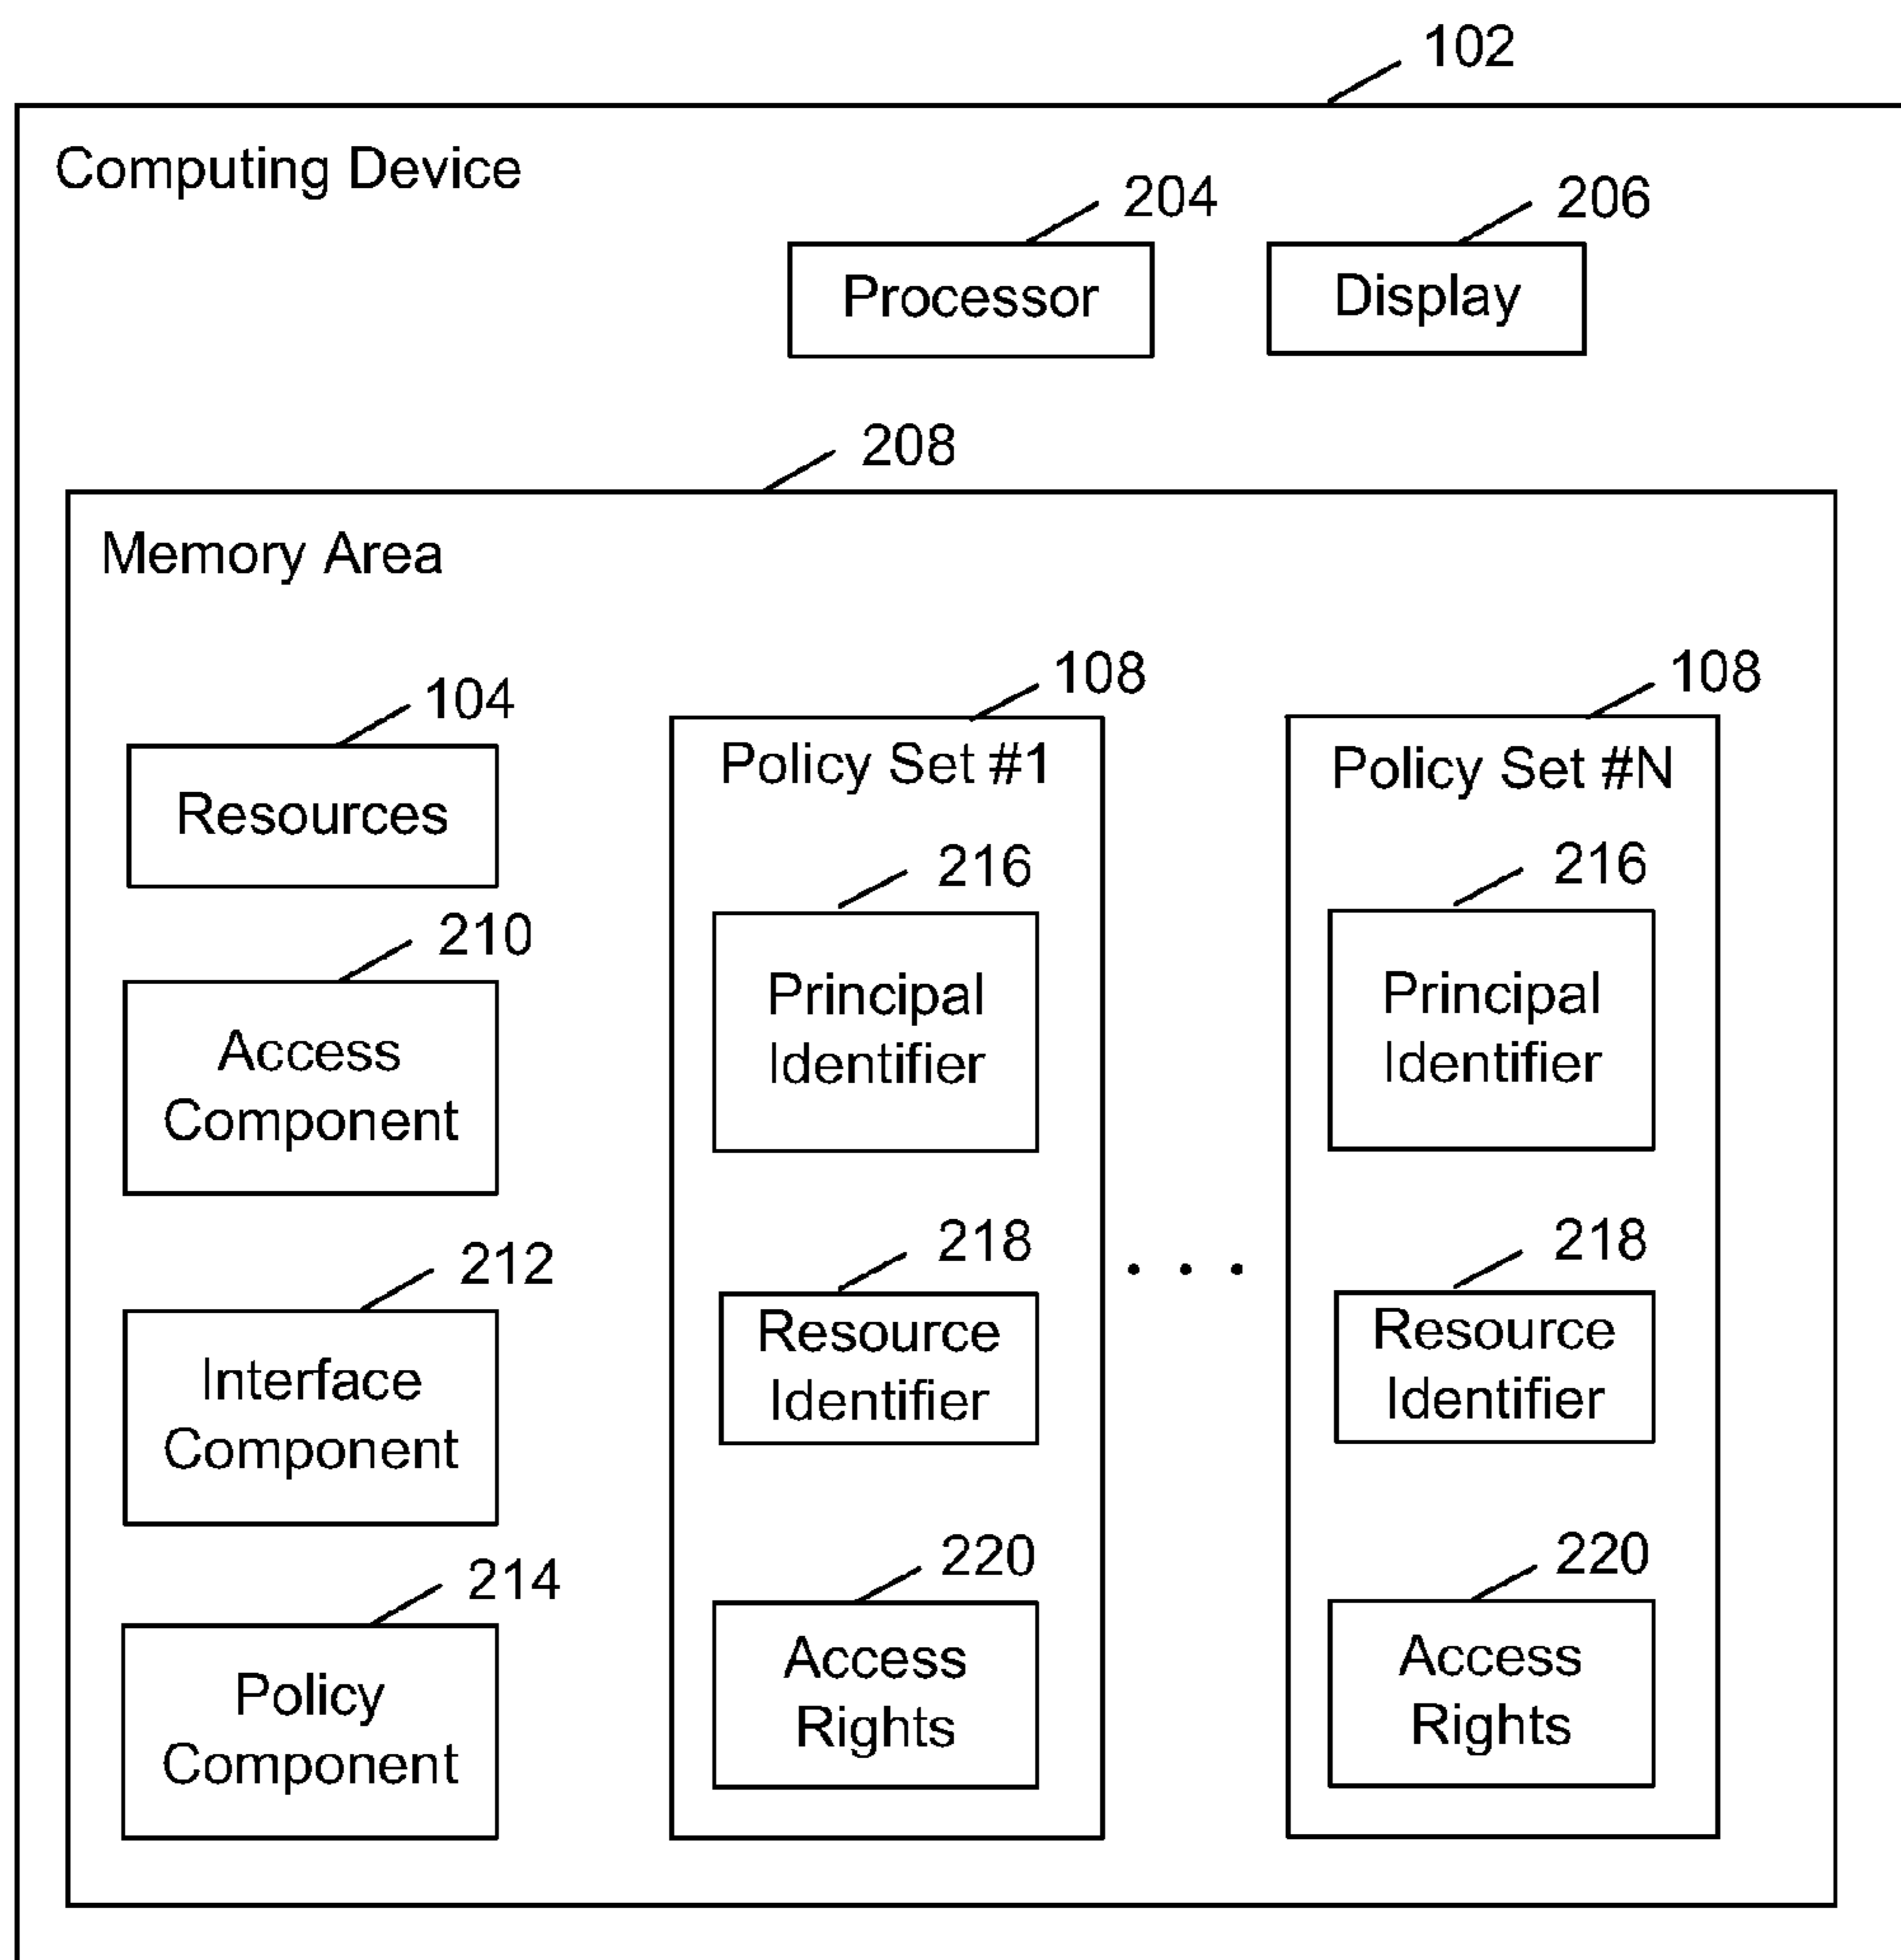 102
Computing Device
204
206
Processor
Display
208
Memory Area
104
Resources
210
Access
Component
212
Interface
Component
214
Policy
Component
108
Policy Set #1
216
Principal
Identifier
218
Resource
Identifier
220
Access
Rights
. . .
108
Policy Set #N
216
Principal
Identifier
218
Resource
Identifier
220
Access
Rights